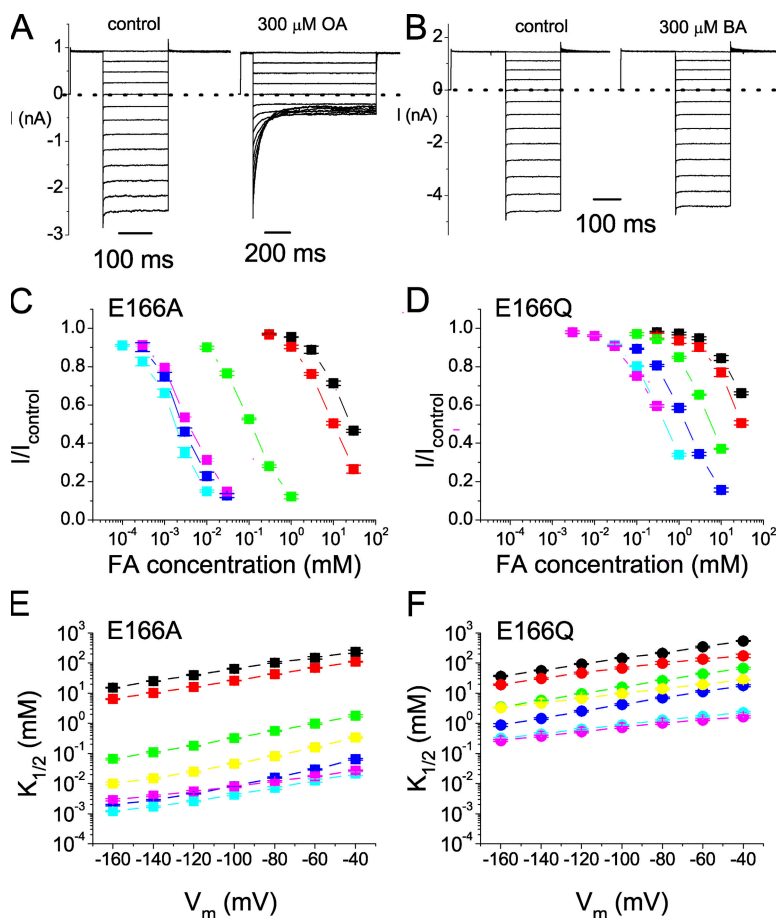 A
control
300 μM OA
1
0
I (nA)
-1
-2
-3
100 ms
200 ms
B
control
300 μM BA
2
0
I (nA)
-2
-4
100 ms
C
E166A
1.0
0.8
0.6
0.4
0.2
0.0
I/Icontrol
10⁻⁴ 10⁻³ 10⁻² 10⁻¹ 10⁰ 10¹ 10²
FA concentration (mM)
D
E166Q
1.0
0.8
0.6
0.4
0.2
0.0
I/Icontrol
10⁻⁴ 10⁻³ 10⁻² 10⁻¹ 10⁰ 10¹ 10²
FA concentration (mM)
E
E166A
10³
10²
10¹
10⁰
10⁻¹
10⁻²
10⁻³
10⁻⁴
K1/2 (mM)
-160 -140 -120 -100 -80 -60 -40
Vm (mV)
F
E166Q
10³
10²
10¹
10⁰
10⁻¹
10⁻²
10⁻³
10⁻⁴
K1/2 (mM)
-160 -140 -120 -100 -80 -60 -40
Vm (mV)